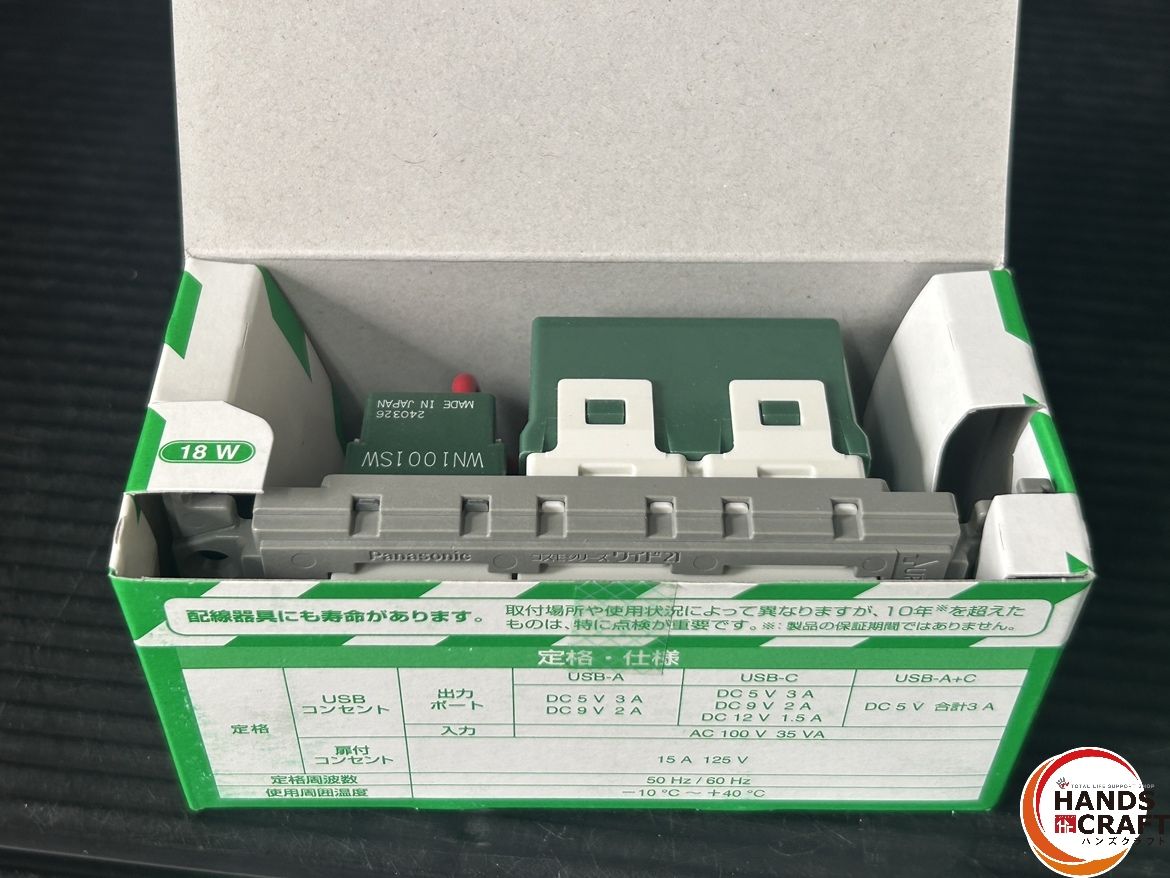 MADE IN JAPAN
240326
WN1001SW
18 W
Panasonic コスモシリーズワイド21
UP
配線器具にも寿命があります。 取付場所や使用状況によって異なりますが、10年※を超えた
ものは、特に点検が重要です。※:製品の保証期間ではありません。
定格・仕様
USB-A USB-C USB-A+C
定格 USBコンセント 出力ポート DC 5 V 3 A DC 5 V 3 A DC 5 V 合計3 A
DC 9 V 2 A DC 9 V 2 A
DC 12 V 1.5 A
入力 AC 100 V 35 VA
扉付コンセント 15 A 125 V
定格周波数 50 Hz / 60 Hz
使用周囲温度 −10 ℃ ~ +40 ℃
TOTAL LIFE SUPPORT SHOP
HANDS
CRAFT
ハンズクラフト